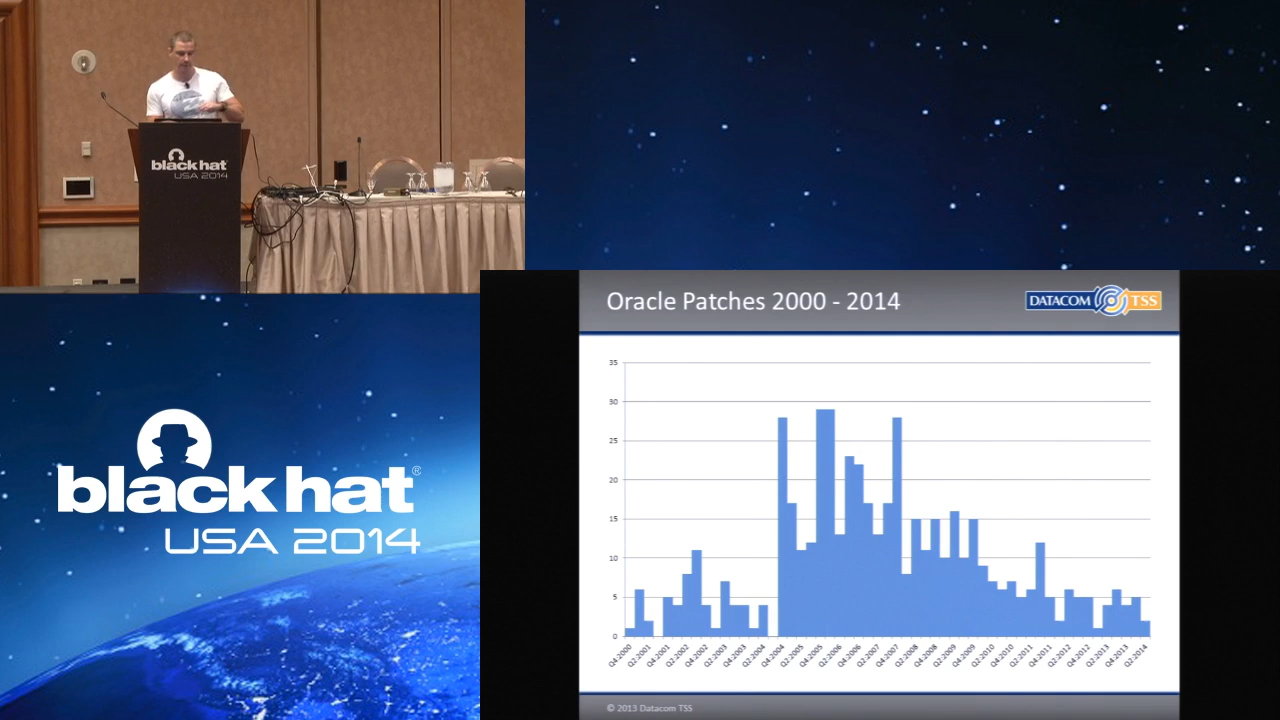 black hat
USA 2014
Oracle Patches 2000 - 2014
DATACOM TSS
35
30
25
20
15
10
5
0
Q4 2000
Q2 2001
Q4 2001
Q2 2002
Q4 2002
Q2 2003
Q4 2003
Q2 2004
Q4 2004
Q2 2005
Q4 2005
Q2 2006
Q4 2006
Q2 2007
Q4 2007
Q2 2008
Q4 2008
Q2 2009
Q4 2009
Q2 2010
Q4 2010
Q2 2011
Q4 2011
Q2 2012
Q4 2012
Q2 2013
Q4 2013
Q2 2014
black hat®
USA 2014
© 2013 Datacom TSS